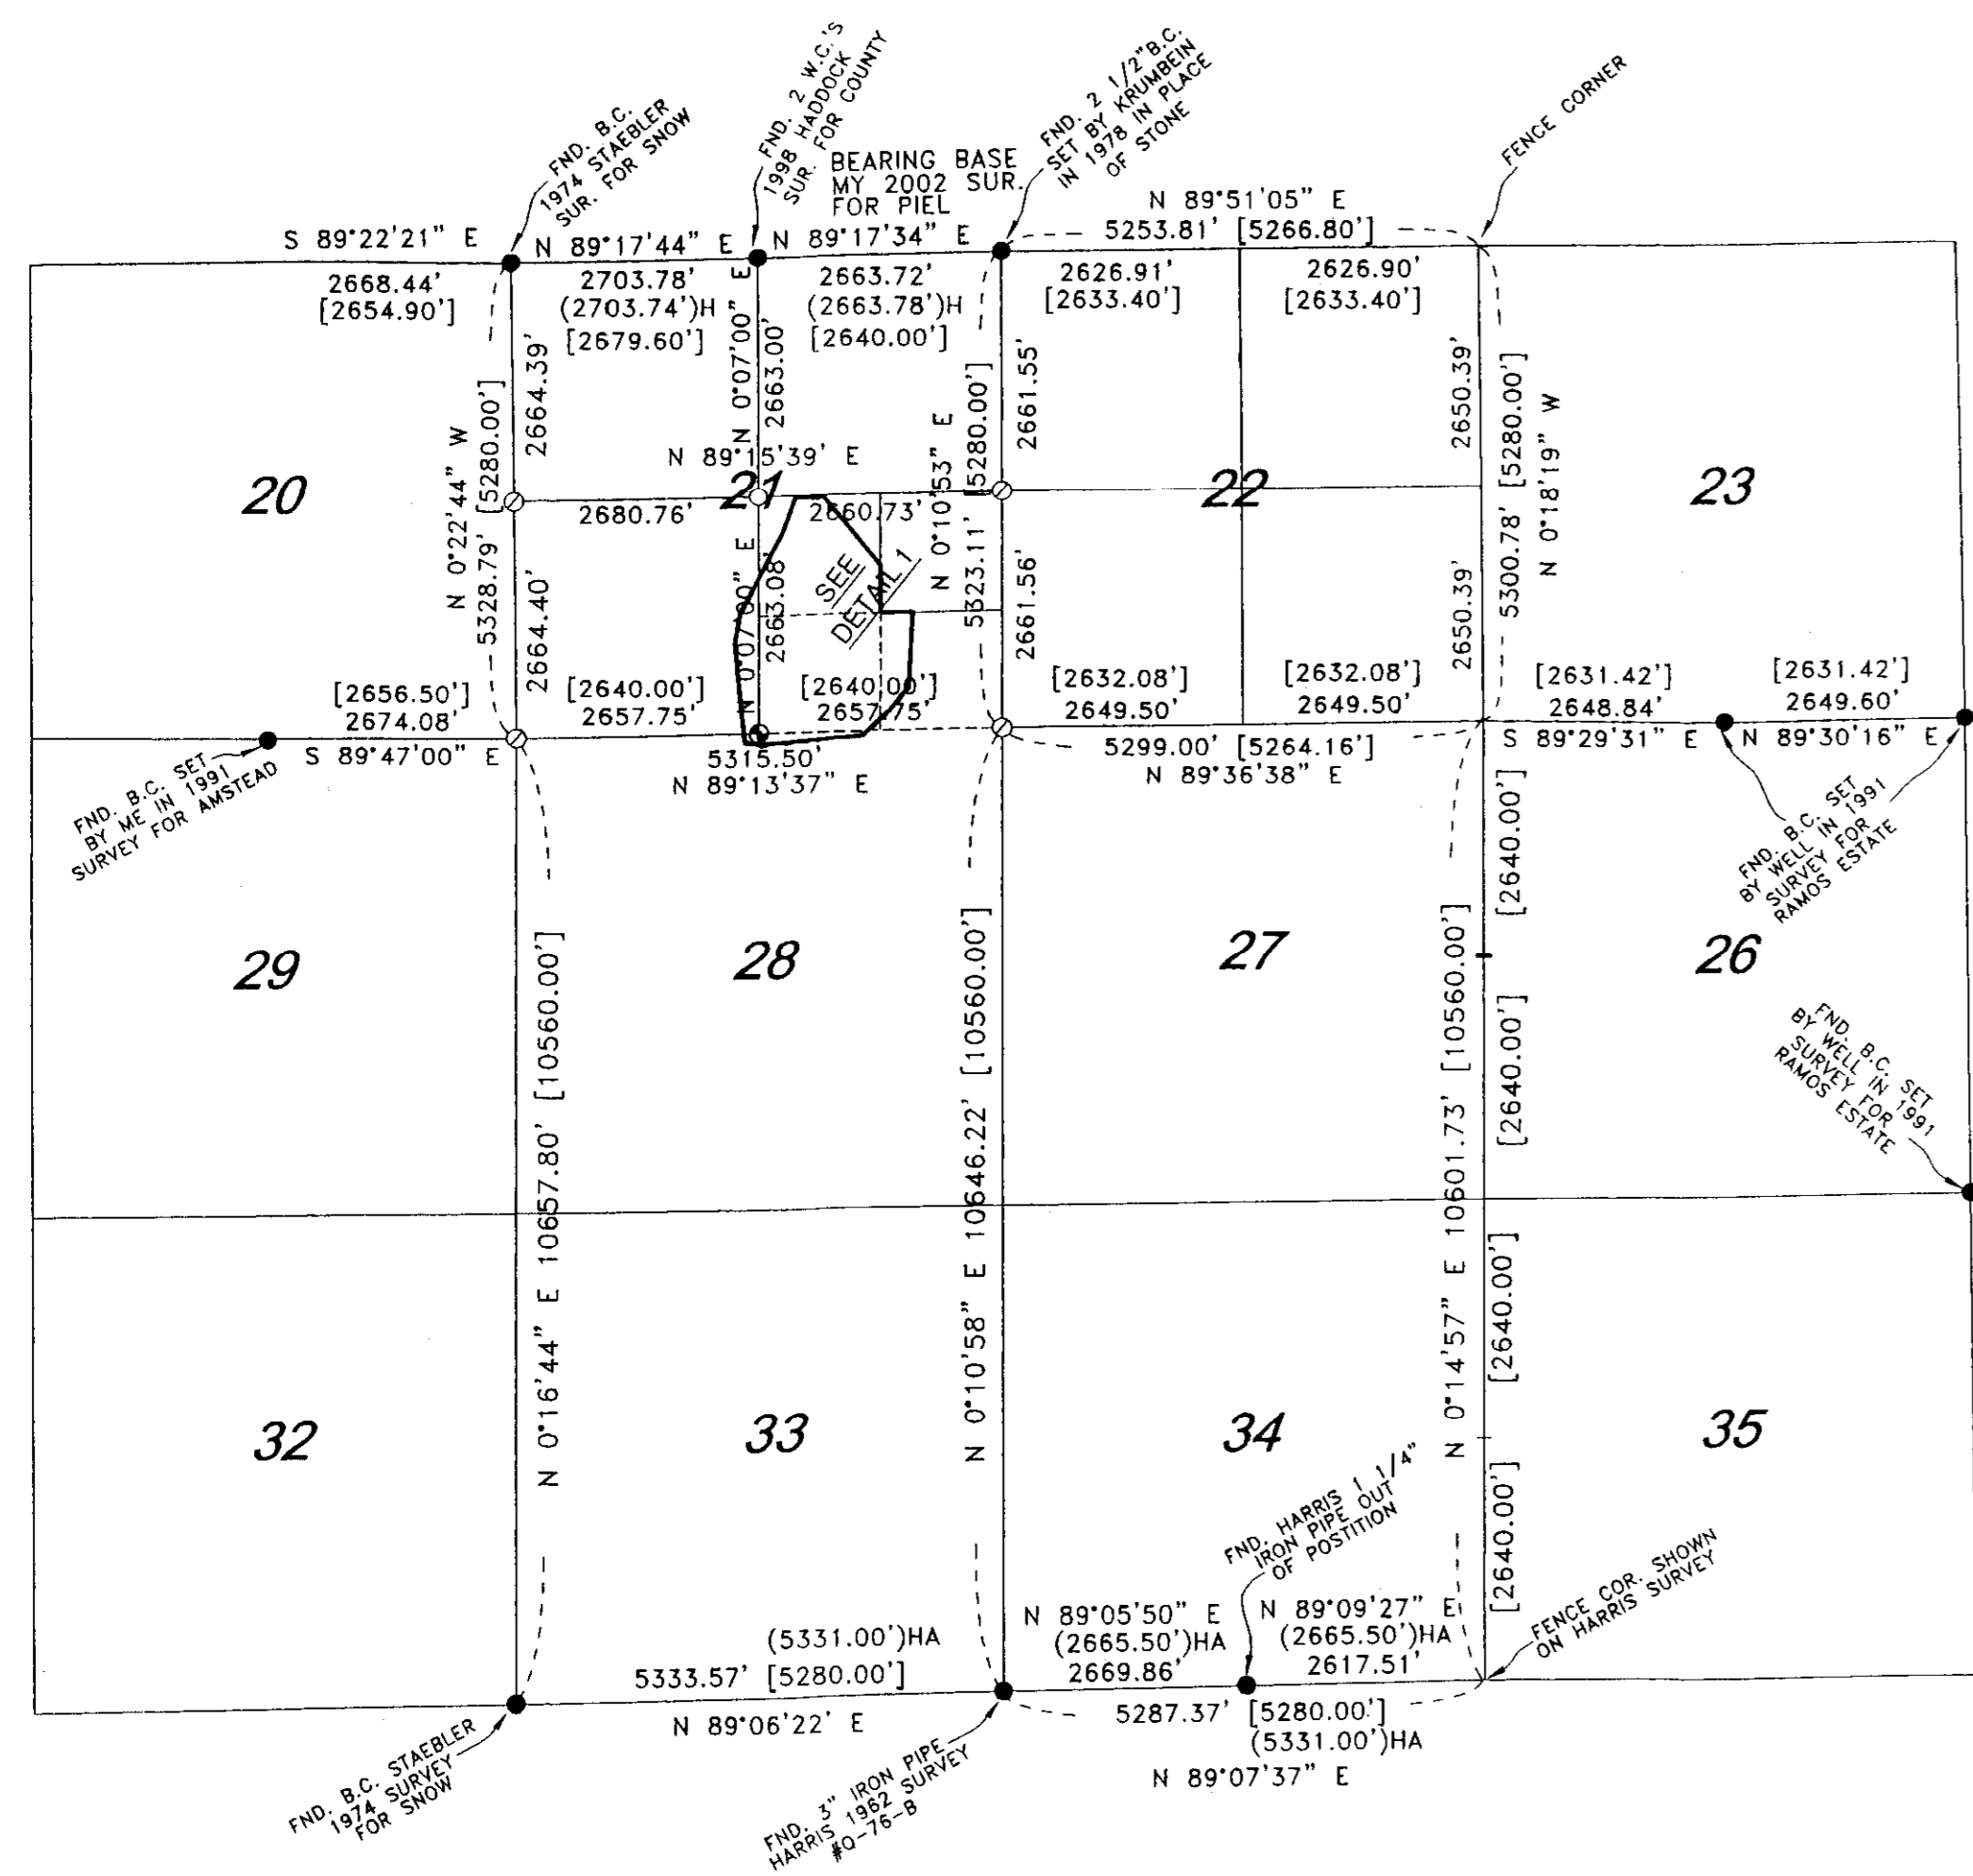 FND. B.C.
1974 STAEBLER
SUR. FOR SNOW
FND. 2 W.C.'S
1998 HADDOCK
SUR. FOR COUNTY
BEARING BASE
MY 2002 SUR.
FOR PIEL
FND. 2 1/2"B.C.
SET BY KRUMBEIN
IN 1978 IN PLACE
OF STONE
FENCE CORNER
S 89°22'21" E
N 89°17'44" E
N 89°17'34" E
N 89°51'05" E
5253.81' [5266.80']
2668.44'
[2654.90']
2703.78'
(2703.74')H
[2679.60']
2663.72'
(2663.78')H
[2640.00']
2626.91'
[2633.40']
2626.90'
[2633.40']
N 0°22'44" W
5328.79' [5280.00']
2664.39'
2664.40'
N 0°07'00" E
2663.00'
N 0°07'00" E
2663.08'
N 0°10'53" E
5323.11' [5280.00']
2661.55'
2661.56'
2650.39'
2650.39'
5300.78' [5280.00']
N 0°18'19" W
N 89°15'39' E
20
21
22
23
2680.76'
2660.73'
SEE
DETAIL 1
[2656.50']
2674.08'
S 89°47'00" E
[2640.00']
2657.75'
[2640.00']
2657.75'
5315.50'
N 89°13'37" E
[2632.08']
2649.50'
[2632.08']
2649.50'
5299.00' [5264.16']
N 89°36'38" E
[2631.42']
2648.84'
S 89°29'31" E
[2631.42']
2649.60'
N 89°30'16" E
FND. B.C. SET
BY ME IN 1991
SURVEY FOR AMSTEAD
FND. B.C. SET
BY WELL IN 1991
SURVEY FOR
RAMOS ESTATE
29
28
27
26
N 0°16'44" E 10657.80' [10560.00']
N 0°10'58" E 10646.22' [10560.00']
N 0°14'57" E 10601.73' [10560.00']
[2640.00']
[2640.00']
[2640.00']
[2640.00']
FND. B.C. SET
BY WELL IN 1991
SURVEY FOR
RAMOS ESTATE
32
33
34
35
FND. HARRIS 1 1/4"
IRON PIPE OUT
OF POSTITION
FENCE COR. SHOWN
ON HARRIS SURVEY
(5331.00')HA
5333.57' [5280.00']
N 89°06'22' E
N 89°05'50" E
(2665.50')HA
2669.86'
N 89°09'27" E
(2665.50')HA
2617.51'
5287.37' [5280.00']
(5331.00')HA
N 89°07'37" E
FND. B.C. STAEBLER
1974 SURVEY
FOR SNOW
FND. 3" IRON PIPE
HARRIS 1962 SURVEY
#Q-76-B